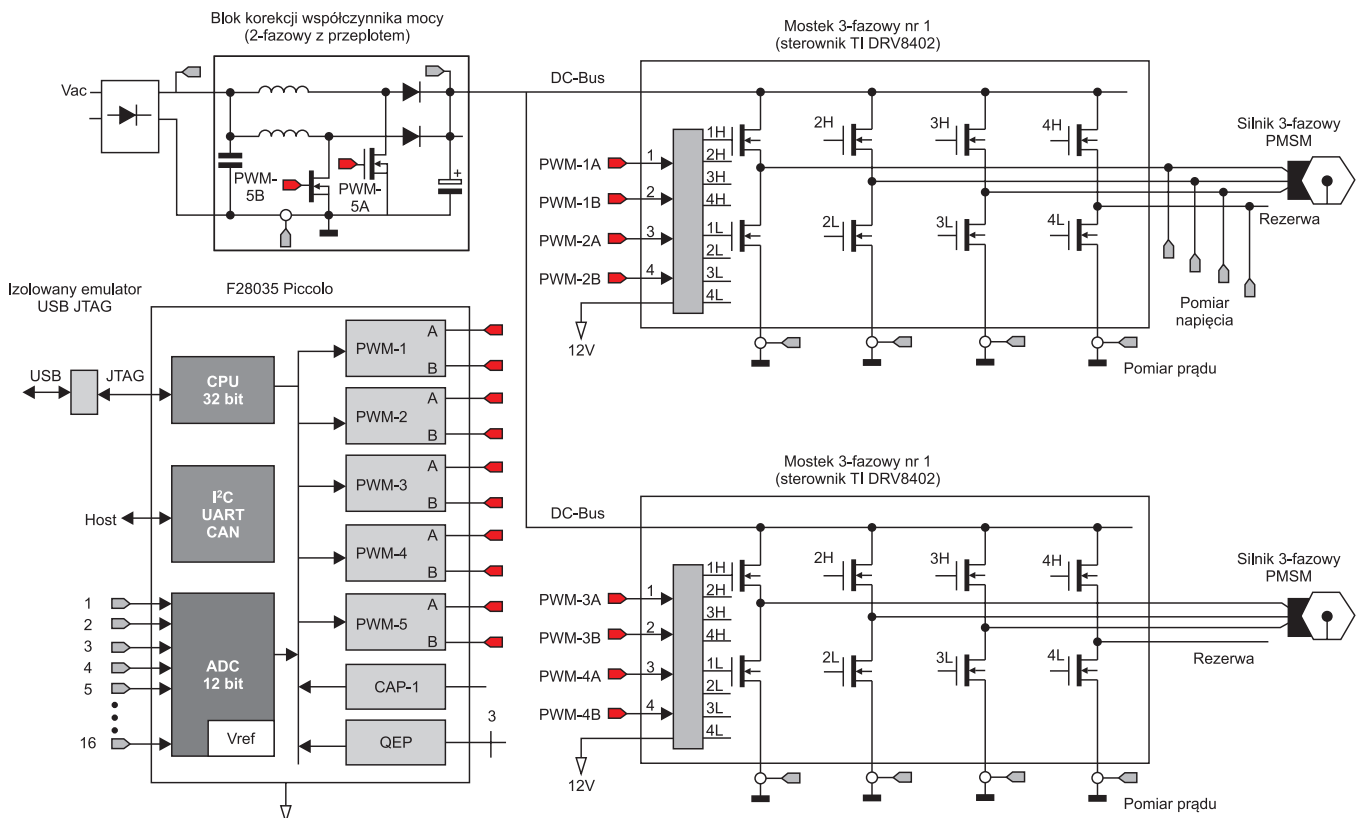 Blok korekcji współczynnika mocy
(2-fazowy z przeplotem)
Vac
PWM-
5B
PWM-
5A
+
DC-Bus
Mostek 3-fazowy nr 1
(sterownik TI DRV8402)
PWM-1A
1
PWM-1B
2
PWM-2A
3
PWM-2B
4
12V
1H
2H
3H
4H
1L
2L
3L
4L
2H
3H
4H
2L
3L
4L
Silnik 3-fazowy
PMSM
Rezerwa
Pomiar
napięcia
Pomiar prądu
Izolowany emulator
USB JTAG
F28035 Piccolo
USB
JTAG
CPU
32 bit
Host
I²C
UART
CAN
1
2
3
4
5
16
ADC
12 bit
Vref
PWM-1
A
B
PWM-2
A
B
PWM-3
A
B
PWM-4
A
B
PWM-5
A
B
CAP-1
QEP
3
DC-Bus
Mostek 3-fazowy nr 1
(sterownik TI DRV8402)
PWM-3A
1
PWM-3B
2
PWM-4A
3
PWM-4B
4
12V
1H
2H
3H
4H
1L
2L
3L
4L
2H
3H
4H
2L
3L
4L
Silnik 3-fazowy
PMSM
Rezerwa
Pomiar prądu